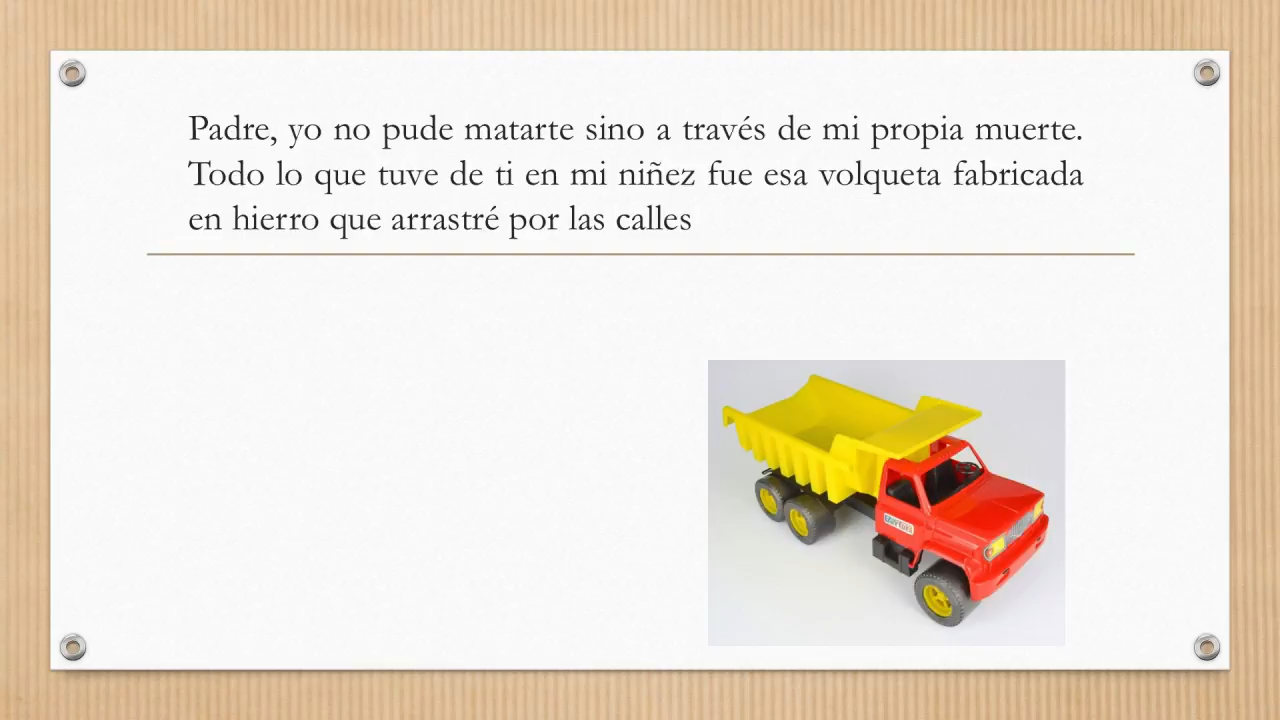 Padre, yo no pude matarte sino a través de mi propia muerte.
Todo lo que tuve de ti en mi niñez fue esa volqueta fabricada
en hierro que arrastré por las calles